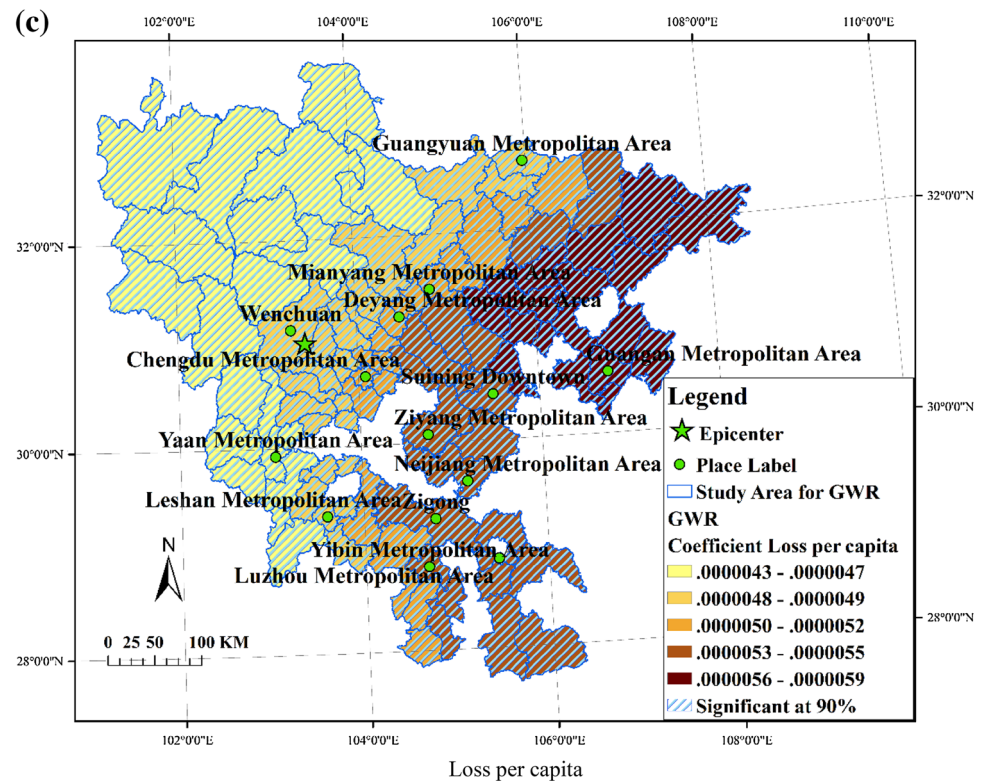 (c)
102°0'0"E 104°0'0"E 106°0'0"E 108°0'0"E 110°0'0"E
Guangyuan Metropolitan Area
32°0'0"N
32°0'0"N
Mianyang Metropolitan Area
Deyang Metropolitan Area
Wenchuan
Chengdu Metropolitan Area
Guangan Metropolitan Area
Suining Downtown
Ziyang Metropolitan Area
Yaan Metropolitan Area
30°0'0"N
30°0'0"N
Neijiang Metropolitan Area
Leshan Metropolitan Area
Zigong
Yibin Metropolitan Area
Luzhou Metropolitan Area
N
0 25 50 100 KM
28°0'0"N
28°0'0"N
Legend
Epicenter
Place Label
Study Area for GWR
GWR
Coefficient Loss per capita
.0000043 - .0000047
.0000048 - .0000049
.0000050 - .0000052
.0000053 - .0000055
.0000056 - .0000059
Significant at 90%
102°0'0"E 104°0'0"E 106°0'0"E 108°0'0"E
Loss per capita